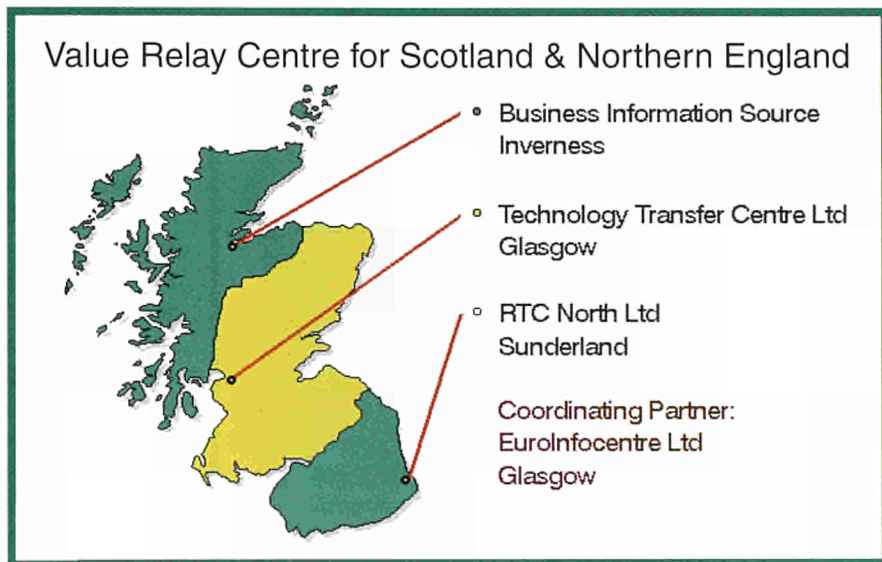 Value Relay Centre for Scotland & Northern England
Business Information Source
Inverness
Technology Transfer Centre Ltd
Glasgow
RTC North Ltd
Sunderland
Coordinating Partner:
EuroInfocentre Ltd
Glasgow